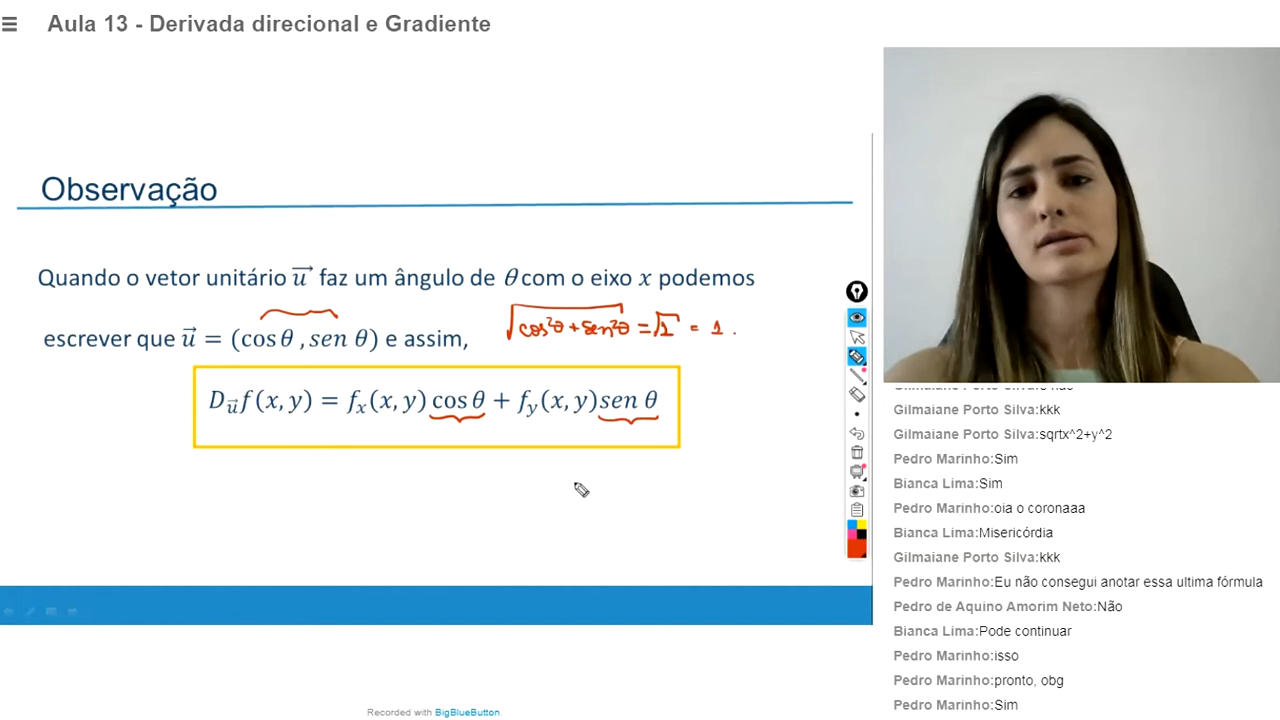 Aula 13 - Derivada direcional e Gradiente
Observação
Quando o vetor unitário u⃗ faz um ângulo de θ com o eixo x podemos
escrever que u⃗ = (cos θ , sen θ) e assim,
√cos²θ + sen²θ = √1 = 1 .
D_u⃗ f(x, y) = f_x(x, y) cos θ + f_y(x, y) sen θ
Gilmaiane Porto Silva:kkk
Gilmaiane Porto Silva:sqrtx^2+y^2
Pedro Marinho:Sim
Bianca Lima:Sim
Pedro Marinho:oia o coronaaa
Bianca Lima:Misericórdia
Gilmaiane Porto Silva:kkk
Pedro Marinho:Eu não consegui anotar essa ultima fórmula
Pedro de Aquino Amorim Neto:Não
Bianca Lima:Pode continuar
Pedro Marinho:isso
Pedro Marinho:pronto, obg
Pedro Marinho:Sim
Recorded with BigBlueButton.